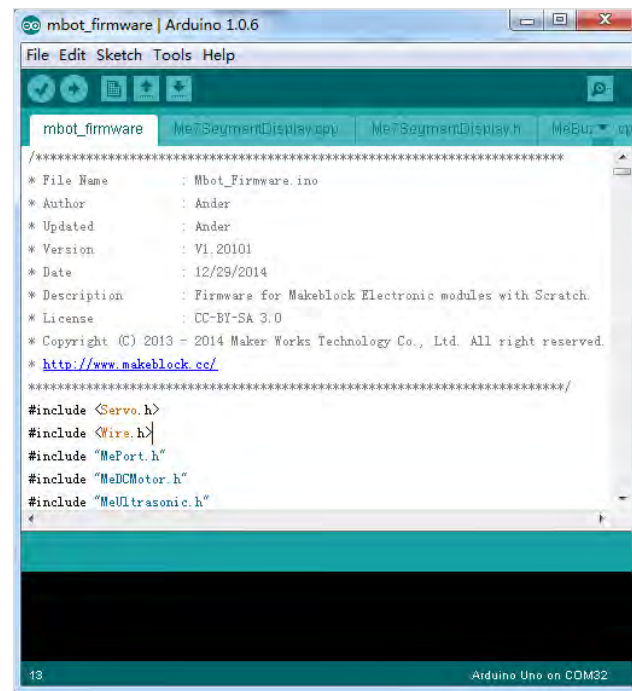 mbot_firmware | Arduino 1.0.6
File Edit Sketch Tools Help
mbot_firmware Me7SegmentDisplay.cpp Me7SegmentDisplay.h MeBuz cp
/**************************************************************************
* File Name : Mbot_Firmware.ino
* Author : Ander
* Updated : Ander
* Version : V1.20101
* Date : 12/29/2014
* Description : Firmware for Makeblock Electronic modules with Scratch.
* License : CC-BY-SA 3.0
* Copyright (C) 2013 - 2014 Maker Works Technology Co., Ltd. All right reserved.
* http://www.makeblock.cc/
**************************************************************************/
#include <Servo.h>
#include <Wire.h>
#include "MePort.h"
#include "MeDCMotor.h"
#include "MeUltrasonic.h"
13 Arduino Uno on COM32